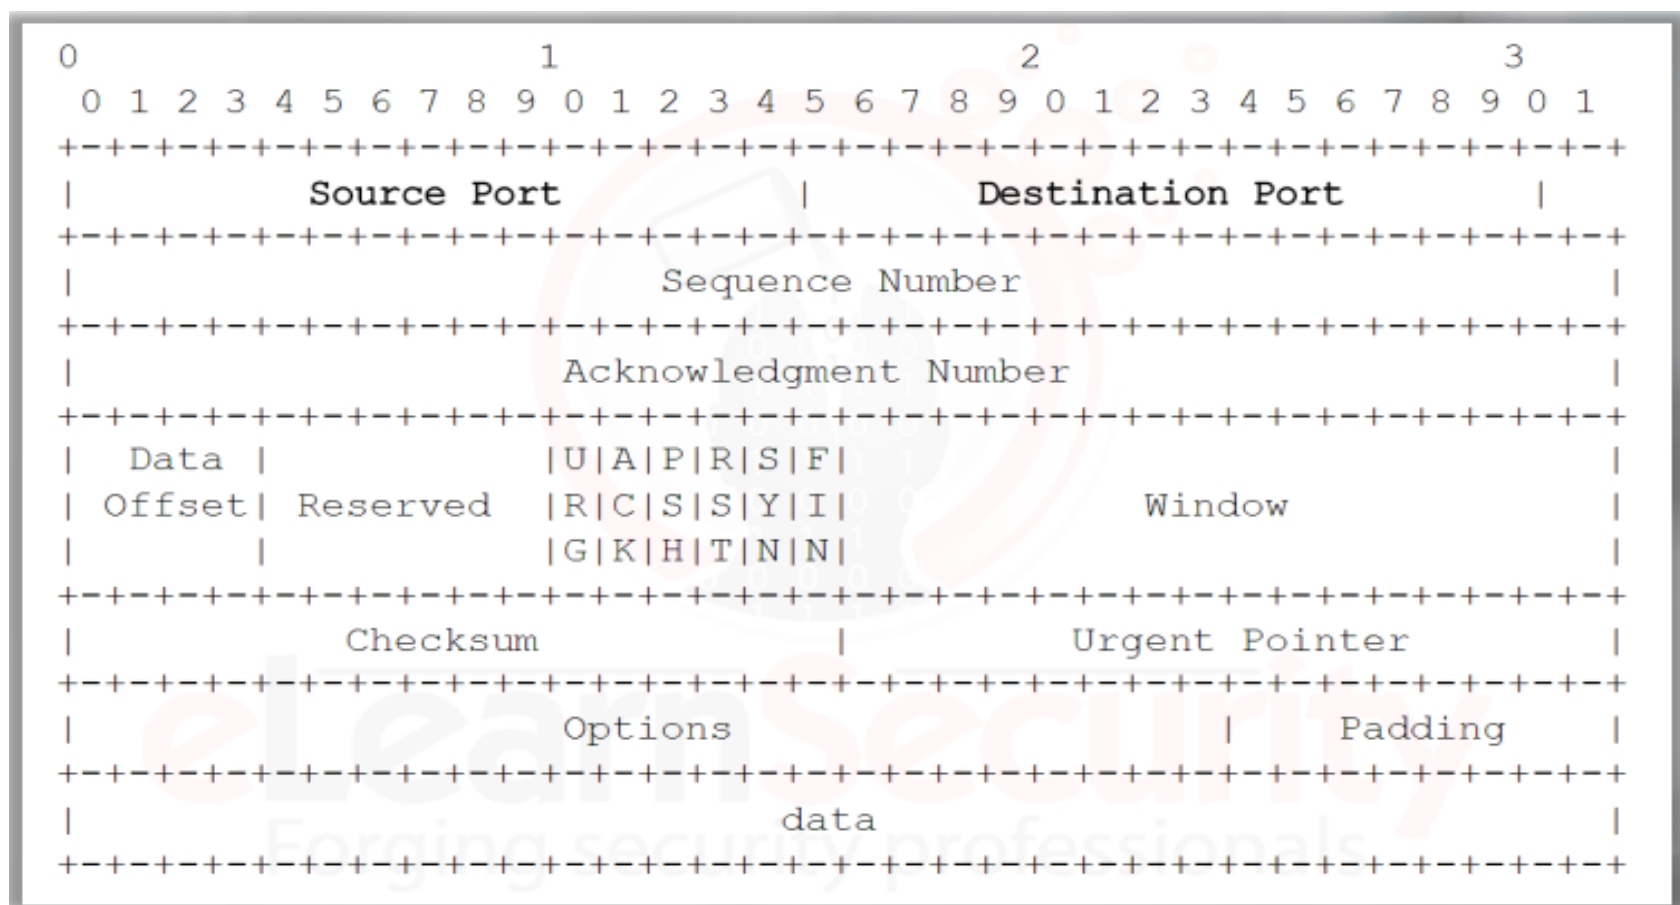 0                   1                   2                   3
 0 1 2 3 4 5 6 7 8 9 0 1 2 3 4 5 6 7 8 9 0 1 2 3 4 5 6 7 8 9 0 1
+-+-+-+-+-+-+-+-+-+-+-+-+-+-+-+-+-+-+-+-+-+-+-+-+-+-+-+-+-+-+-+-+
|         Source Port         |      Destination Port       |
+-+-+-+-+-+-+-+-+-+-+-+-+-+-+-+-+-+-+-+-+-+-+-+-+-+-+-+-+-+-+-+-+
|                        Sequence Number                        |
+-+-+-+-+-+-+-+-+-+-+-+-+-+-+-+-+-+-+-+-+-+-+-+-+-+-+-+-+-+-+-+-+
|                    Acknowledgment Number                      |
+-+-+-+-+-+-+-+-+-+-+-+-+-+-+-+-+-+-+-+-+-+-+-+-+-+-+-+-+-+-+-+-+
|  Data |           |U|A|P|R|S|F|                               |
| Offset| Reserved  |R|C|S|S|Y|I|            Window             |
|       |           |G|K|H|T|N|N|                               |
+-+-+-+-+-+-+-+-+-+-+-+-+-+-+-+-+-+-+-+-+-+-+-+-+-+-+-+-+-+-+-+-+
|           Checksum            |         Urgent Pointer        |
+-+-+-+-+-+-+-+-+-+-+-+-+-+-+-+-+-+-+-+-+-+-+-+-+-+-+-+-+-+-+-+-+
|                    Options                    |    Padding    |
+-+-+-+-+-+-+-+-+-+-+-+-+-+-+-+-+-+-+-+-+-+-+-+-+-+-+-+-+-+-+-+-+
|                             data                              |
+-+-+-+-+-+-+-+-+-+-+-+-+-+-+-+-+-+-+-+-+-+-+-+-+-+-+-+-+-+-+-+-+
eLearnSecurity
Forging security professionals